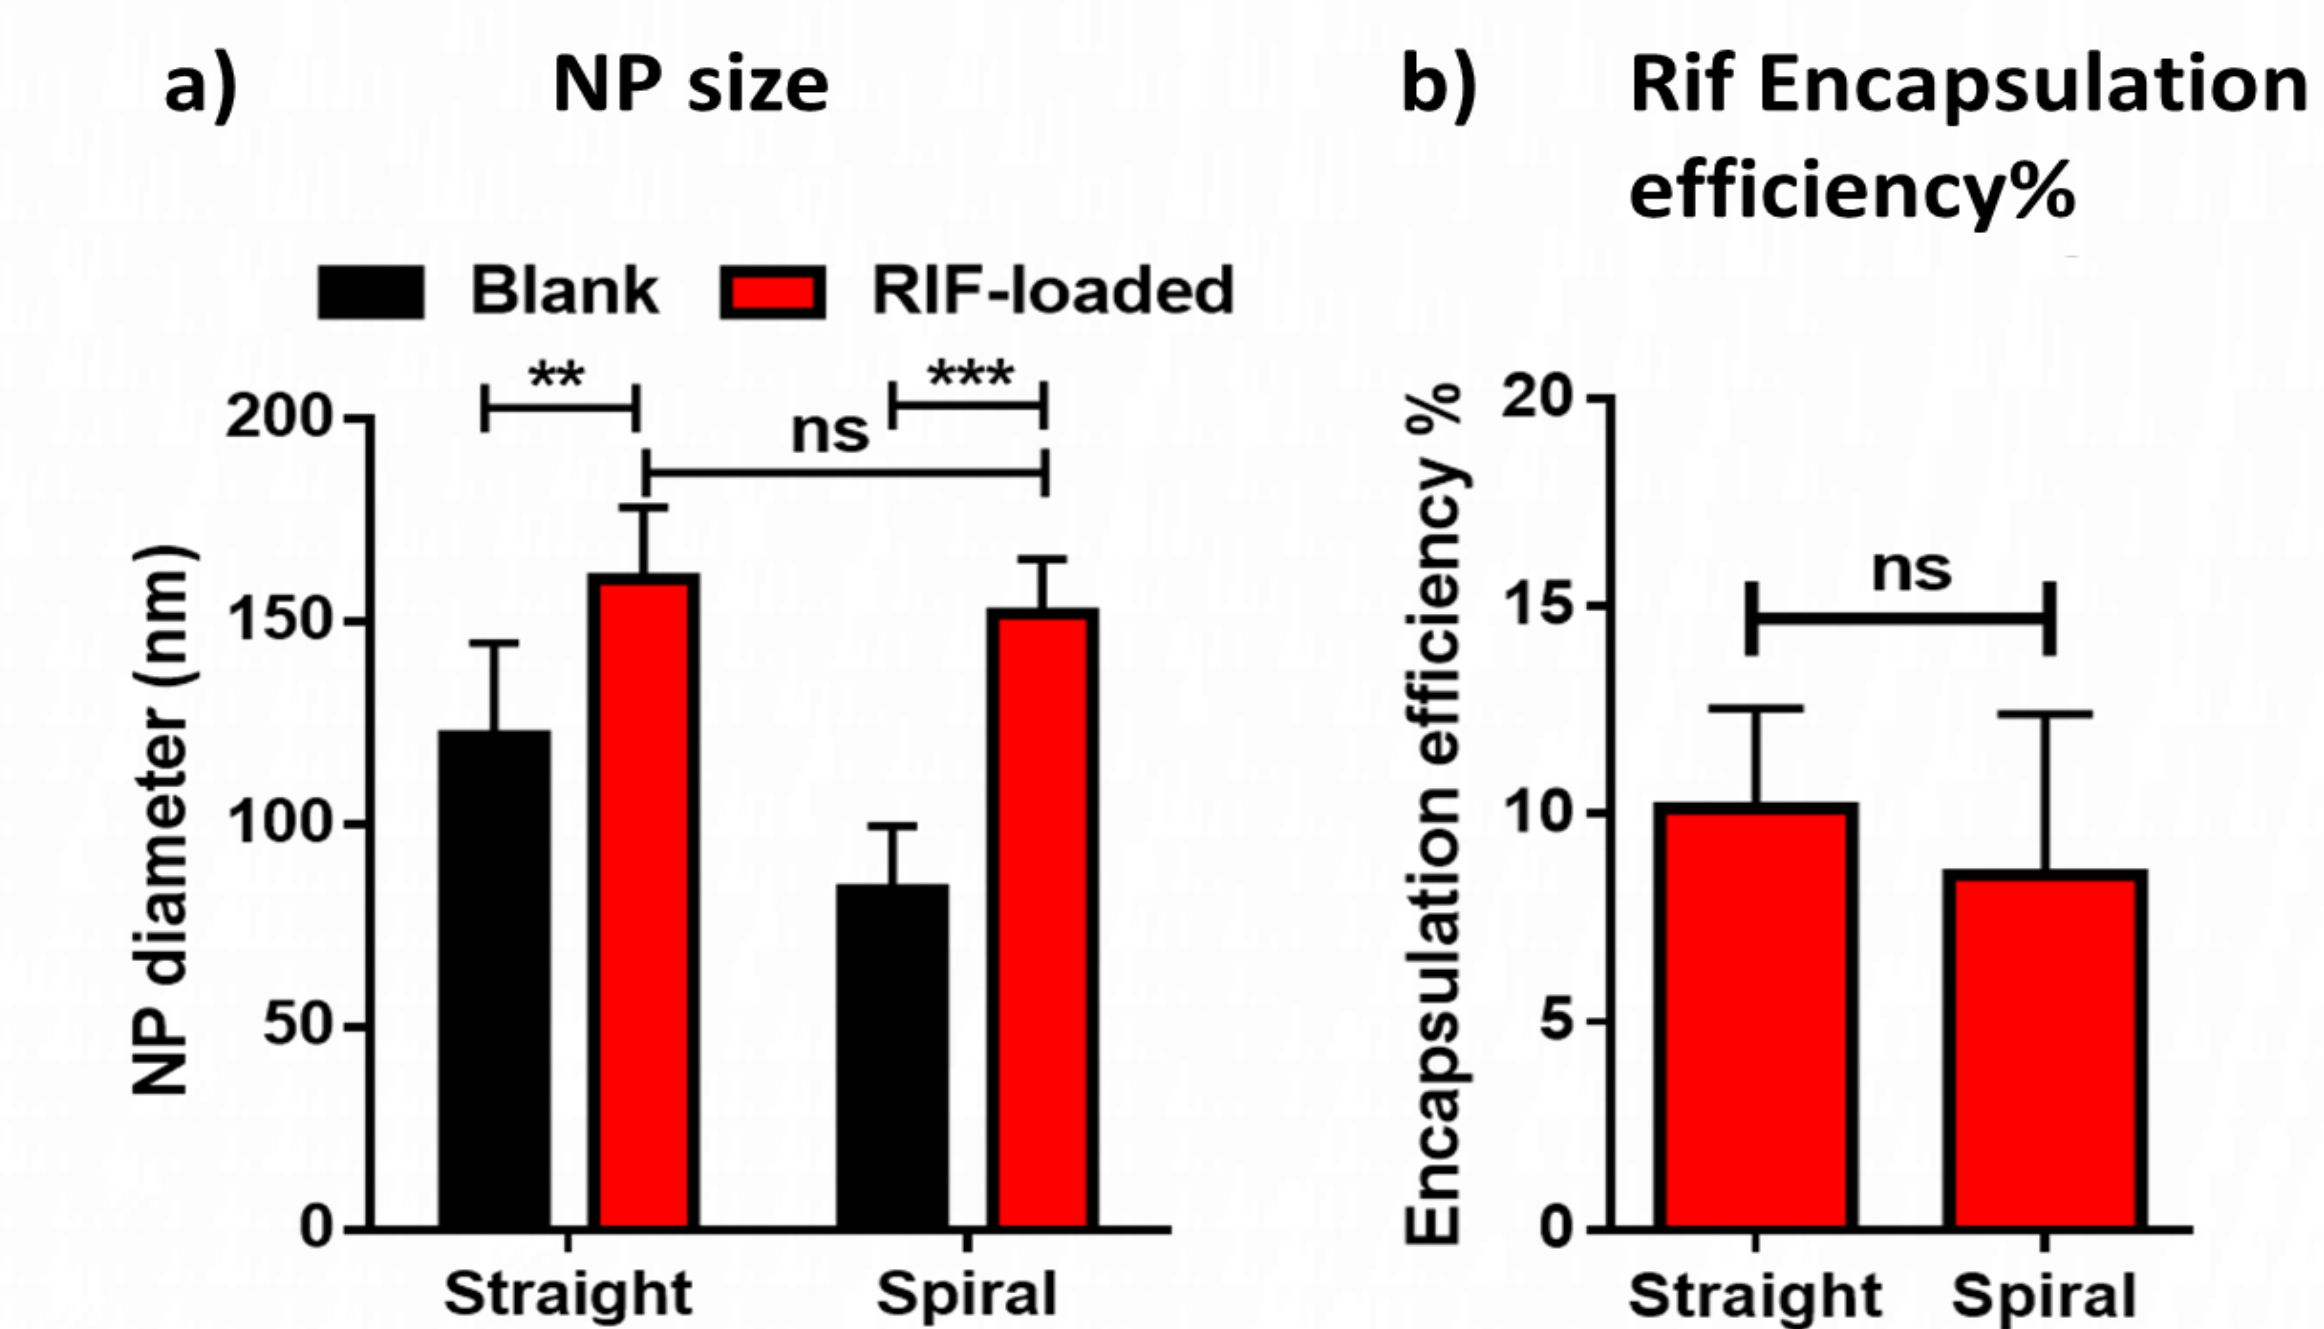 a)
NP size
Blank
RIF-loaded
**
***
ns
200
150
100
50
0
NP diameter (nm)
Straight
Spiral
b)
Rif Encapsulation
efficiency%
20
15
10
5
0
Encapsulation efficiency %
ns
Straight
Spiral